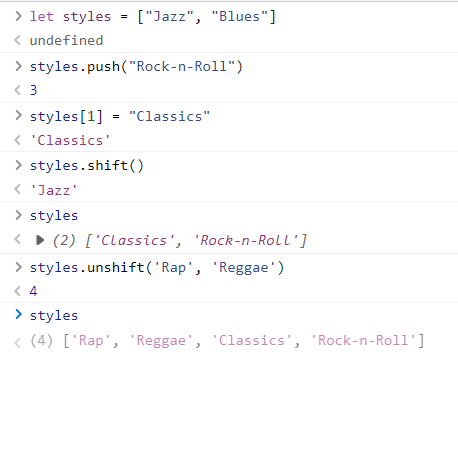 let styles = ["Jazz", "Blues"]
undefined
styles.push("Rock-n-Roll")
3
styles[1] = "Classics"
'Classics'
styles.shift()
'Jazz'
styles
(2) ['Classics', 'Rock-n-Roll']
styles.unshift('Rap', 'Reggae')
4
styles
(4) ['Rap', 'Reggae', 'Classics', 'Rock-n-Roll']